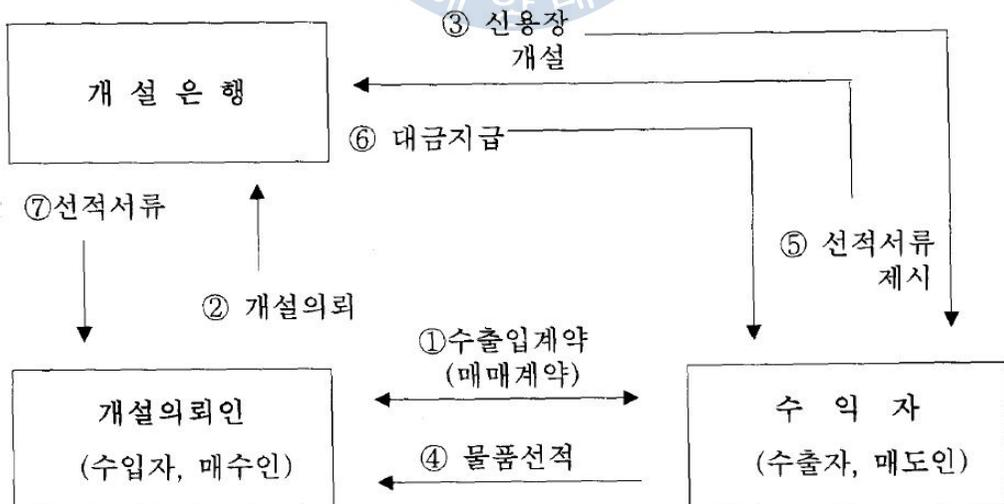 ③ 신용장
개설
개 설 은 행
⑥ 대금지급
⑦선적서류
⑤ 선적서류
제시
② 개설의뢰
①수출입계약
(매매계약)
개설의뢰인
(수입자, 매수인)
④ 물품선적
수 익 자
(수출자, 매도인)